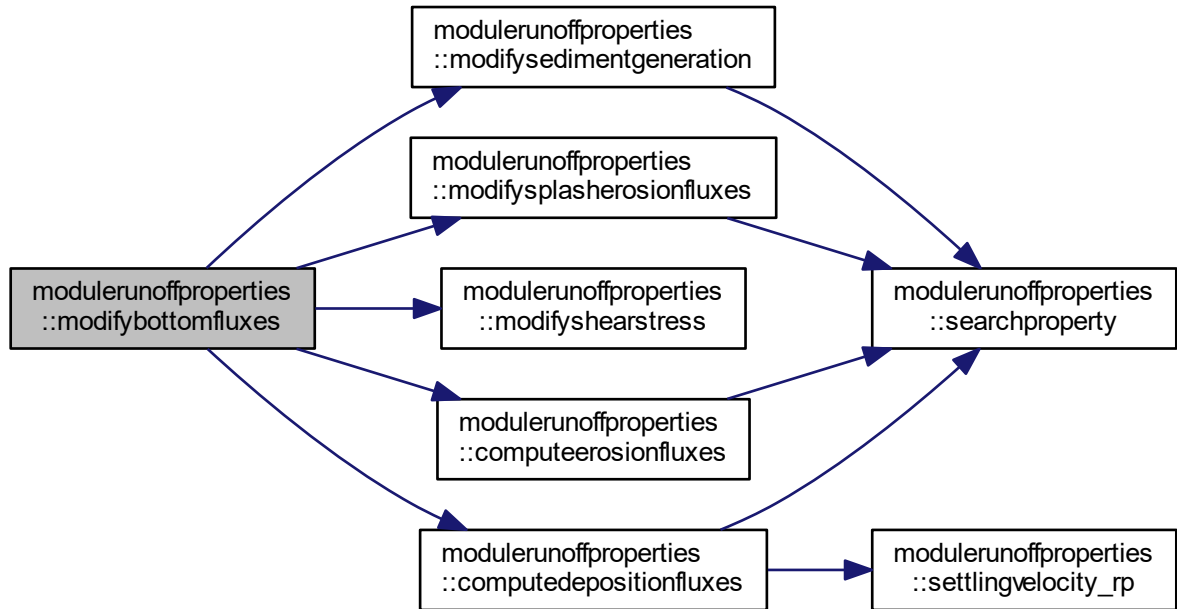 modulerunoffproperties
::modifysedimentgeneration
modulerunoffproperties
::modifysplasherosionfluxes
modulerunoffproperties
::modifybottomfluxes
modulerunoffproperties
::modifyshearstress
modulerunoffproperties
::searchproperty
modulerunoffproperties
::computeerosionfluxes
modulerunoffproperties
::computedepositionfluxes
modulerunoffproperties
::settlingvelocity_rp